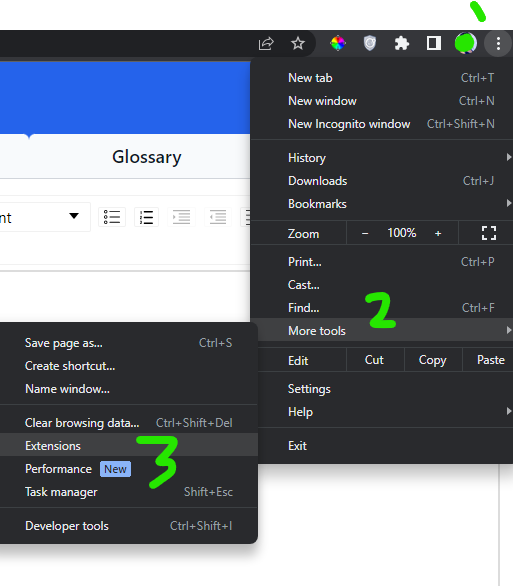 New tab Ctrl+T
New window Ctrl+N
New Incognito window Ctrl+Shift+N
Glossary
History
Downloads Ctrl+J
Bookmarks
nt
Zoom − 100% +
Print... Ctrl+P
Cast...
Find... Ctrl+F
2
More tools
Edit Cut Copy Paste
Settings
Help
Exit
Save page as... Ctrl+S
Create shortcut...
Name window...
Clear browsing data... Ctrl+Shift+Del
Extensions
3
Performance New
Task manager Shift+Esc
Developer tools Ctrl+Shift+I